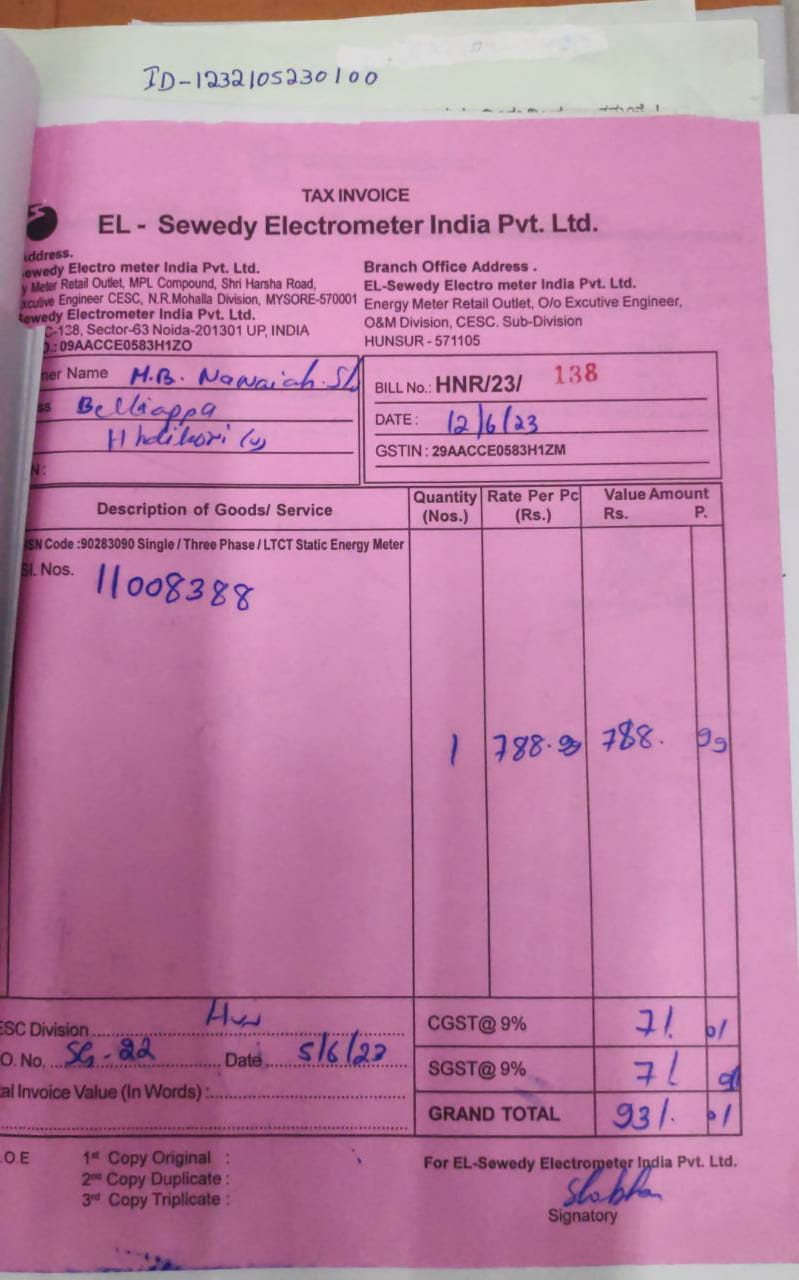 ID-1232105230100
TAX INVOICE
EL - Sewedy Electrometer India Pvt. Ltd.
ddress.
ewedy Electro meter India Pvt. Ltd.
y Meter Retail Outlet, MPL Compound, Shri Harsha Road,
xcutive Engineer CESC, N.R.Mohalla Division, MYSORE-570001
ewedy Electrometer India Pvt. Ltd.
C-138, Sector-63 Noida-201301 UP, INDIA
.: 09AACCE0583H1ZO
Branch Office Address .
EL-Sewedy Electro meter India Pvt. Ltd.
Energy Meter Retail Outlet, O/o Excutive Engineer,
O&M Division, CESC. Sub-Division
HUNSUR - 571105
ner Name H.B.
ss Belliappa
N :
BILL No.: HNR/23/ 138
DATE : 12/6/23
GSTIN : 29AACCE0583H1ZM
Description of Goods/ Service Quantity (Nos.) Rate Per Pc (Rs.) Value Amount Rs. P.
SN Code :90283090 Single / Three Phase / LTCT Static Energy Meter
Sl. Nos. 11008388
1 788.99 788. 99
ESC Division
O. No. SG-22 Date 5/6/23
al Invoice Value (In Words) :
CGST@ 9% 71. 01
SGST@ 9% 71
GRAND TOTAL 931. 01
O.E
1st Copy Original :
2nd Copy Duplicate :
3rd Copy Triplicate :
For EL-Sewedy Electrometer India Pvt. Ltd.
Signatory